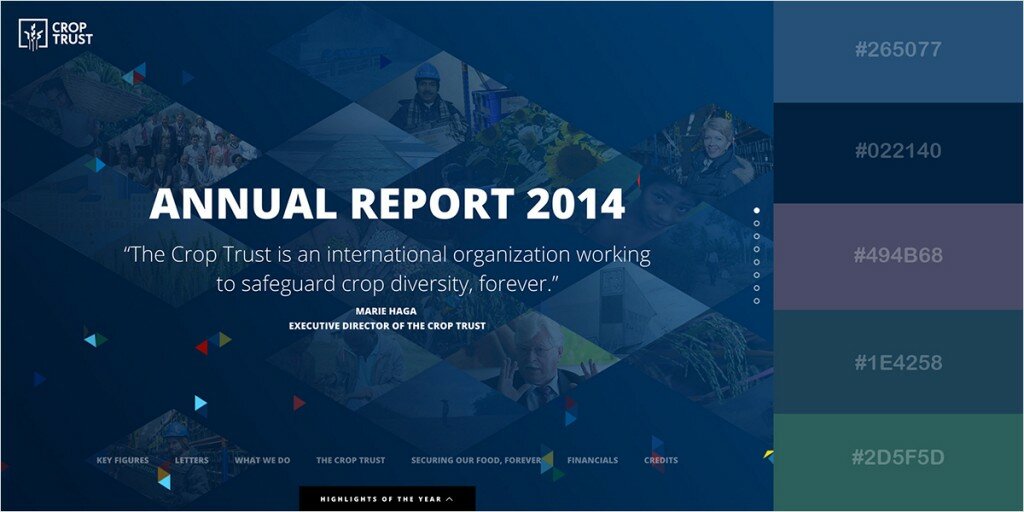 CROP
TRUST
ANNUAL REPORT 2014
“The Crop Trust is an international organization working
to safeguard crop diversity, forever.”
MARIE HAGA
EXECUTIVE DIRECTOR OF THE CROP TRUST
KEY FIGURES LETTERS WHAT WE DO THE CROP TRUST SECURING OUR FOOD, FOREVER FINANCIALS CREDITS
HIGHLIGHTS OF THE YEAR
#265077
#022140
#494B68
#1E4258
#2D5F5D